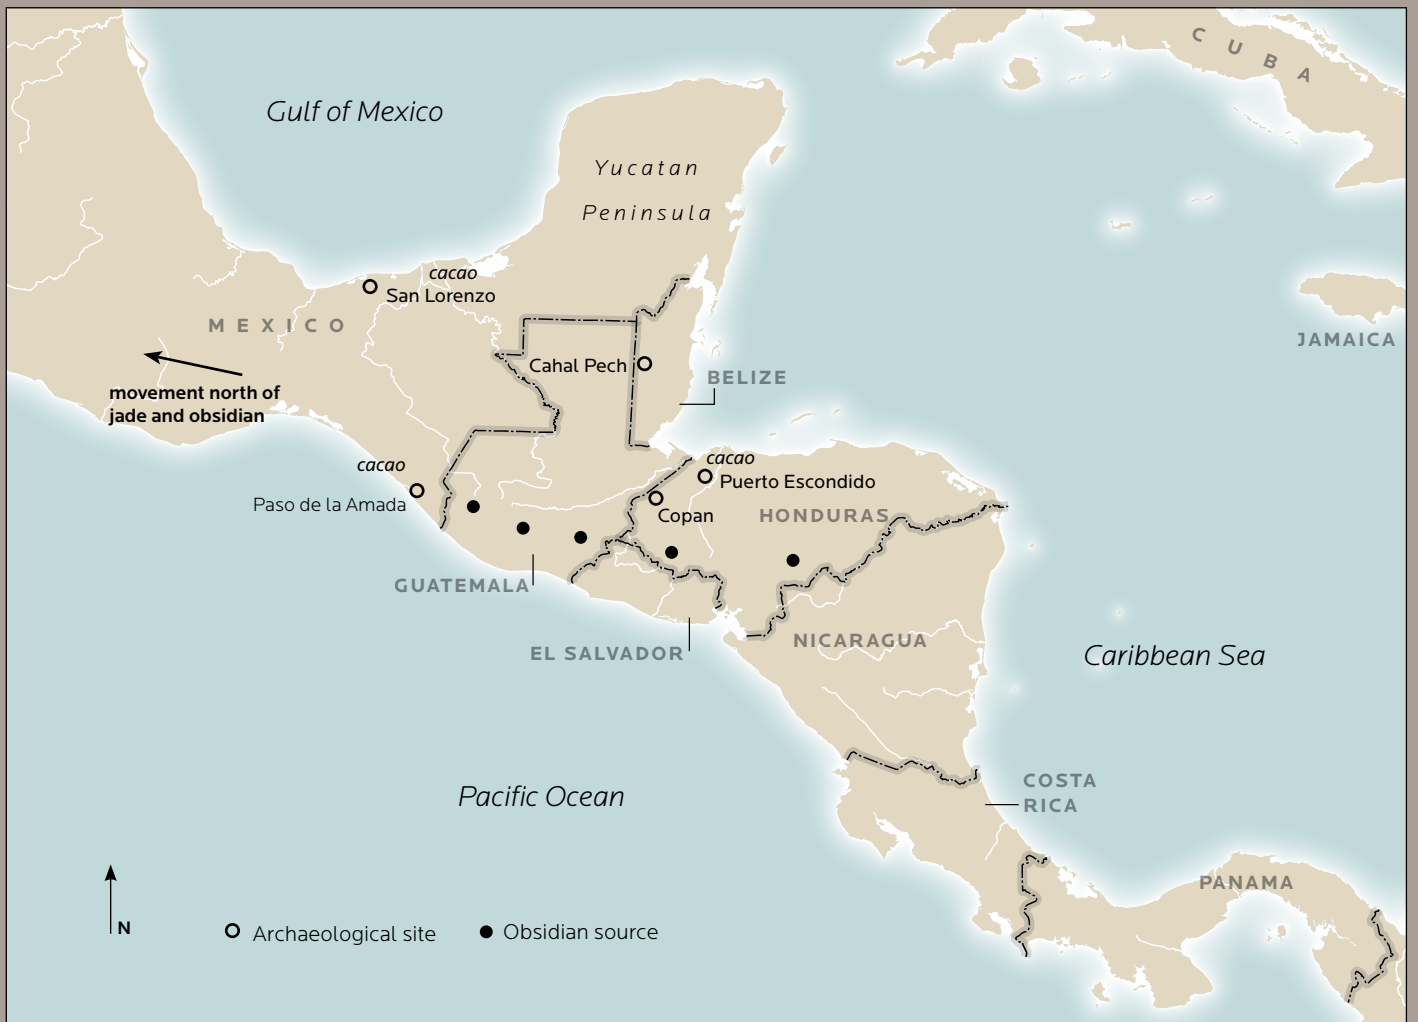 CUBA
Gulf of Mexico
Yucatan
Peninsula
cacao
San Lorenzo
MEXICO
JAMAICA
Cahal Pech
BELIZE
movement north of
jade and obsidian
cacao
Paso de la Amada
cacao
Puerto Escondido
Copan
HONDURAS
GUATEMALA
EL SALVADOR
NICARAGUA
Caribbean Sea
Pacific Ocean
COSTA
RICA
PANAMA
N
Archaeological site
Obsidian source